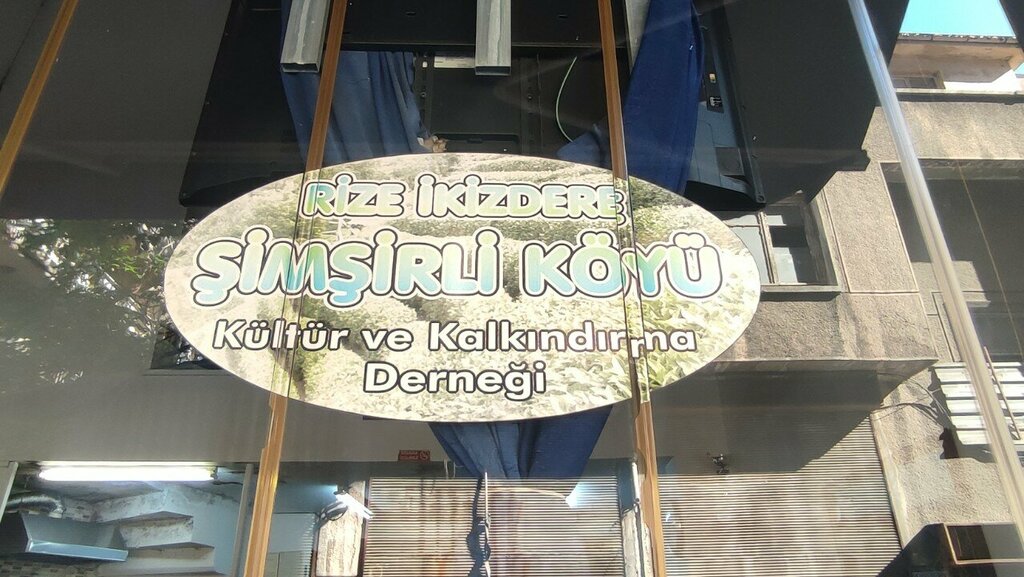 RİZE İKİZDERE
ŞİMŞİRLİ KÖYÜ
Kültür ve Kalkındırma
Derneği